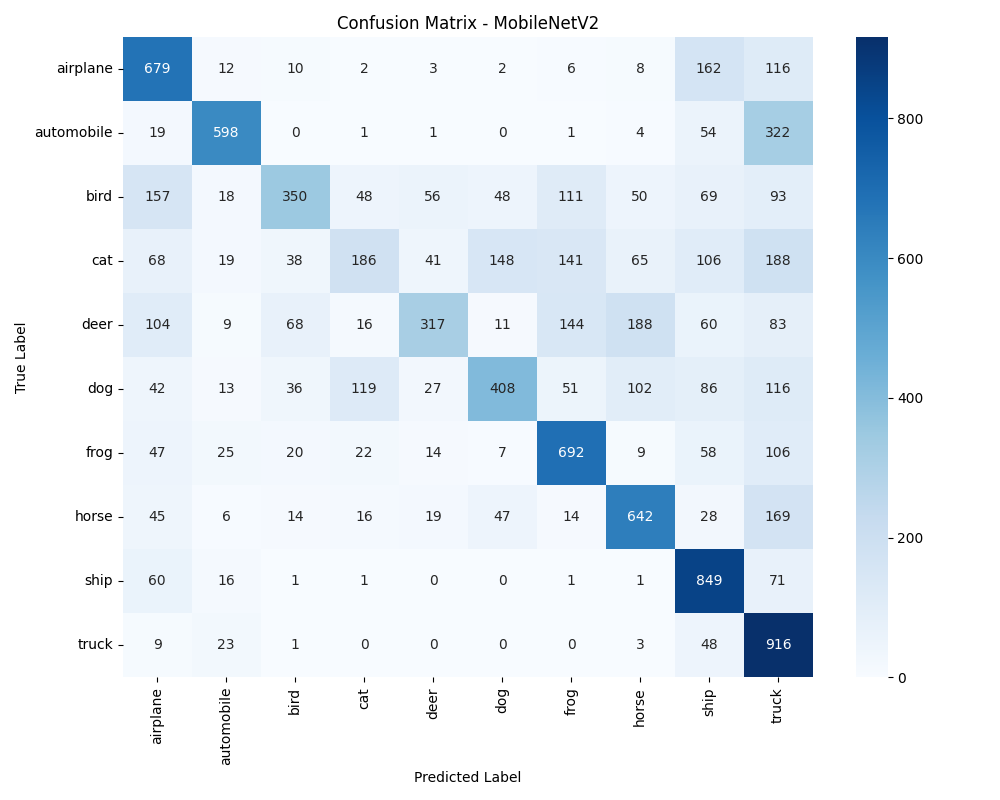 Confusion Matrix - MobileNetV2
airplane 679 12 10 2 3 2 6 8 162 116
automobile 19 598 0 1 1 0 1 4 54 322
bird 157 18 350 48 56 48 111 50 69 93
cat 68 19 38 186 41 148 141 65 106 188
deer 104 9 68 16 317 11 144 188 60 83
dog 42 13 36 119 27 408 51 102 86 116
frog 47 25 20 22 14 7 692 9 58 106
horse 45 6 14 16 19 47 14 642 28 169
ship 60 16 1 1 0 0 1 1 849 71
truck 9 23 1 0 0 0 0 3 48 916
airplane automobile bird cat deer dog frog horse ship truck
Predicted Label
True Label
800
600
400
200
0